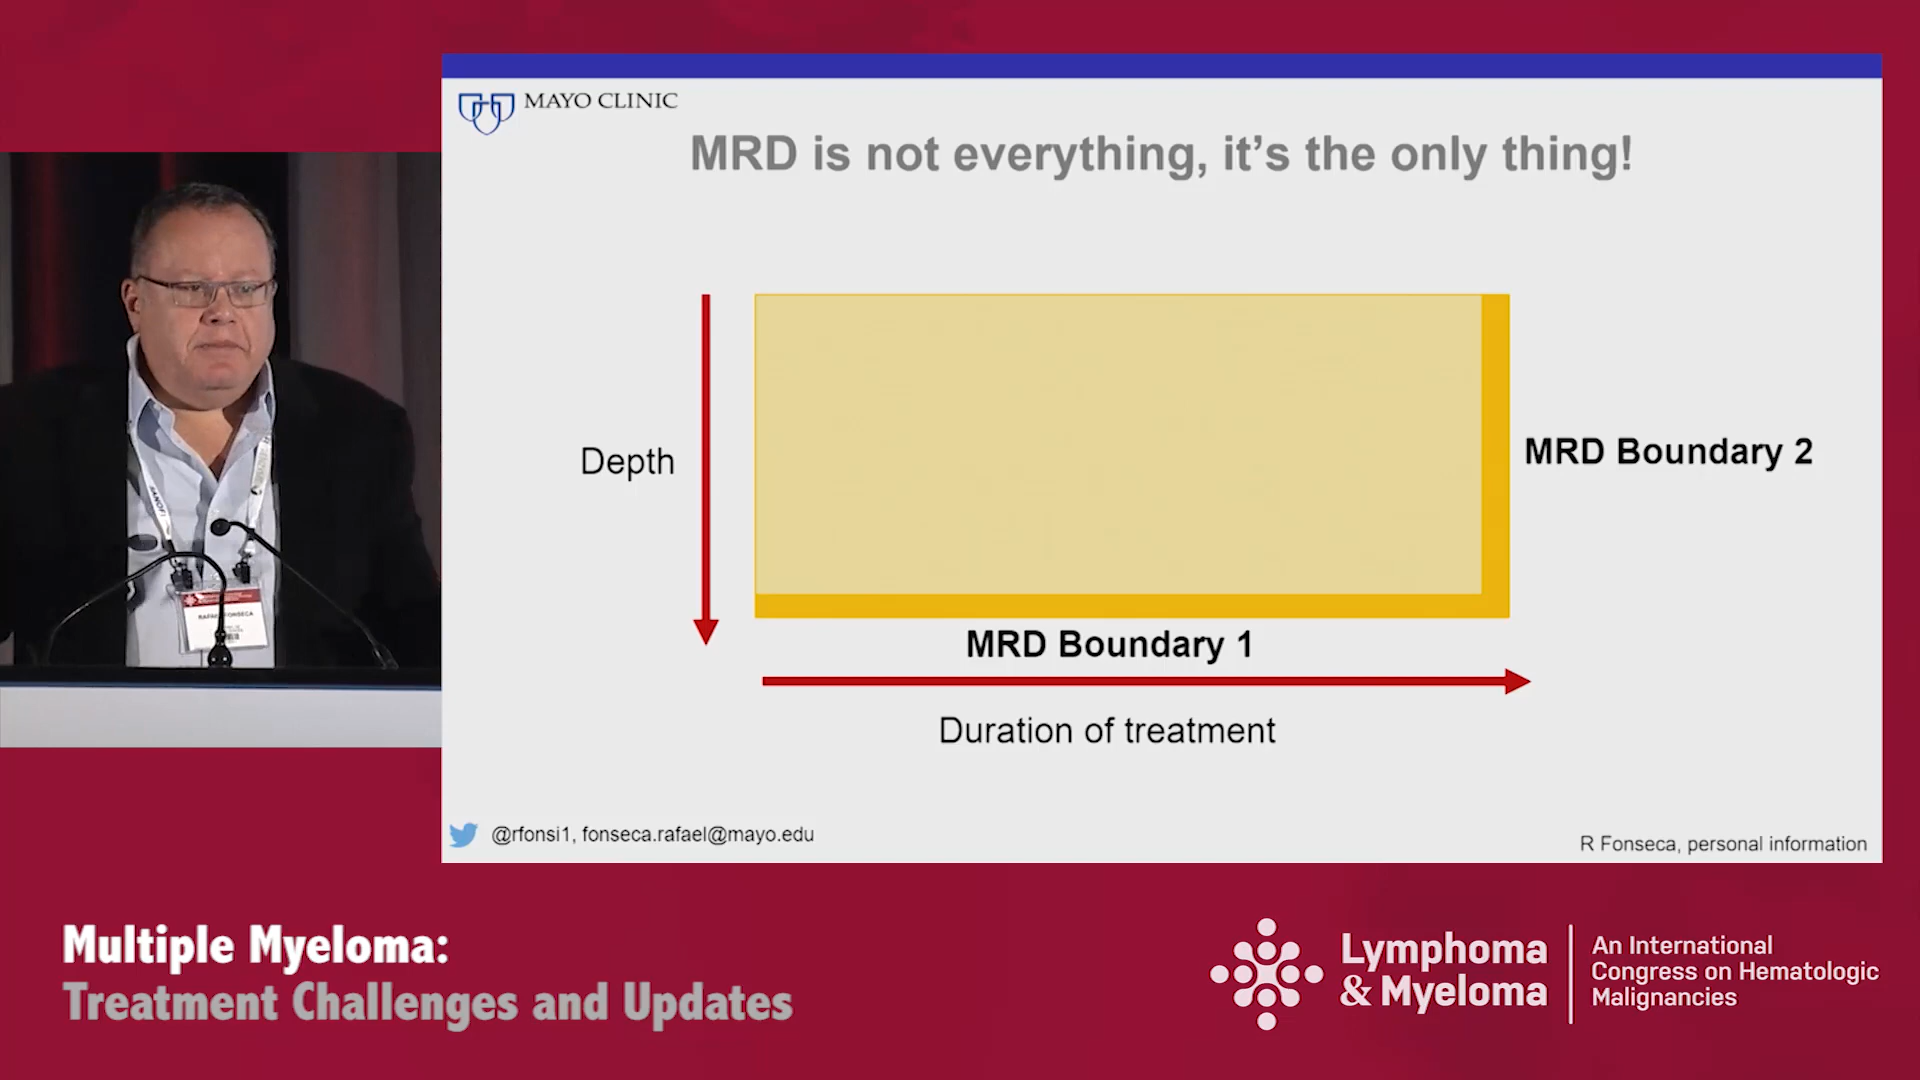 MAYO CLINIC
MRD is not everything, it's the only thing!
Depth
MRD Boundary 2
MRD Boundary 1
Duration of treatment
@rfonsi1, fonseca.rafael@mayo.edu
R Fonseca, personal information
SANOFI
FONSECA
Multiple Myeloma:
Treatment Challenges and Updates
Lymphoma
& Myeloma
An International
Congress on Hematologic
Malignancies